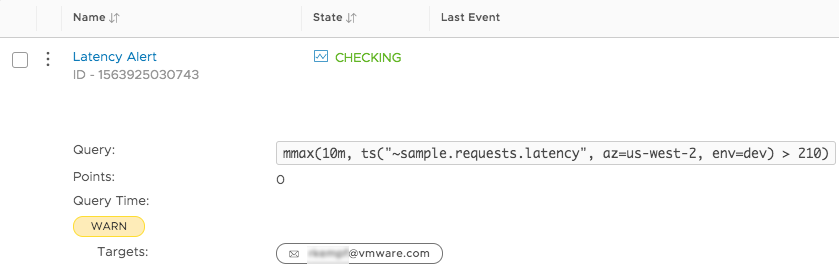 Name State Last Event
Latency Alert CHECKING
ID - 1563925030743
Query: mmax(10m, ts("~sample.requests.latency", az=us-west-2, env=dev) > 210)
Points: 0
Query Time:
WARN
Targets: @vmware.com